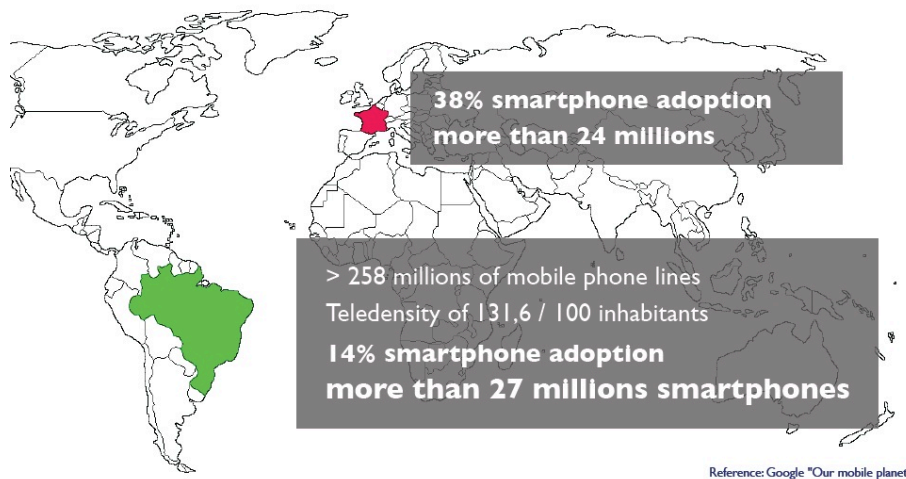 38% smartphone adoption
more than 24 millions
> 258 millions of mobile phone lines
Teledensity of 131,6 / 100 inhabitants
14% smartphone adoption
more than 27 millions smartphones
Reference: Google "Our mobile planet